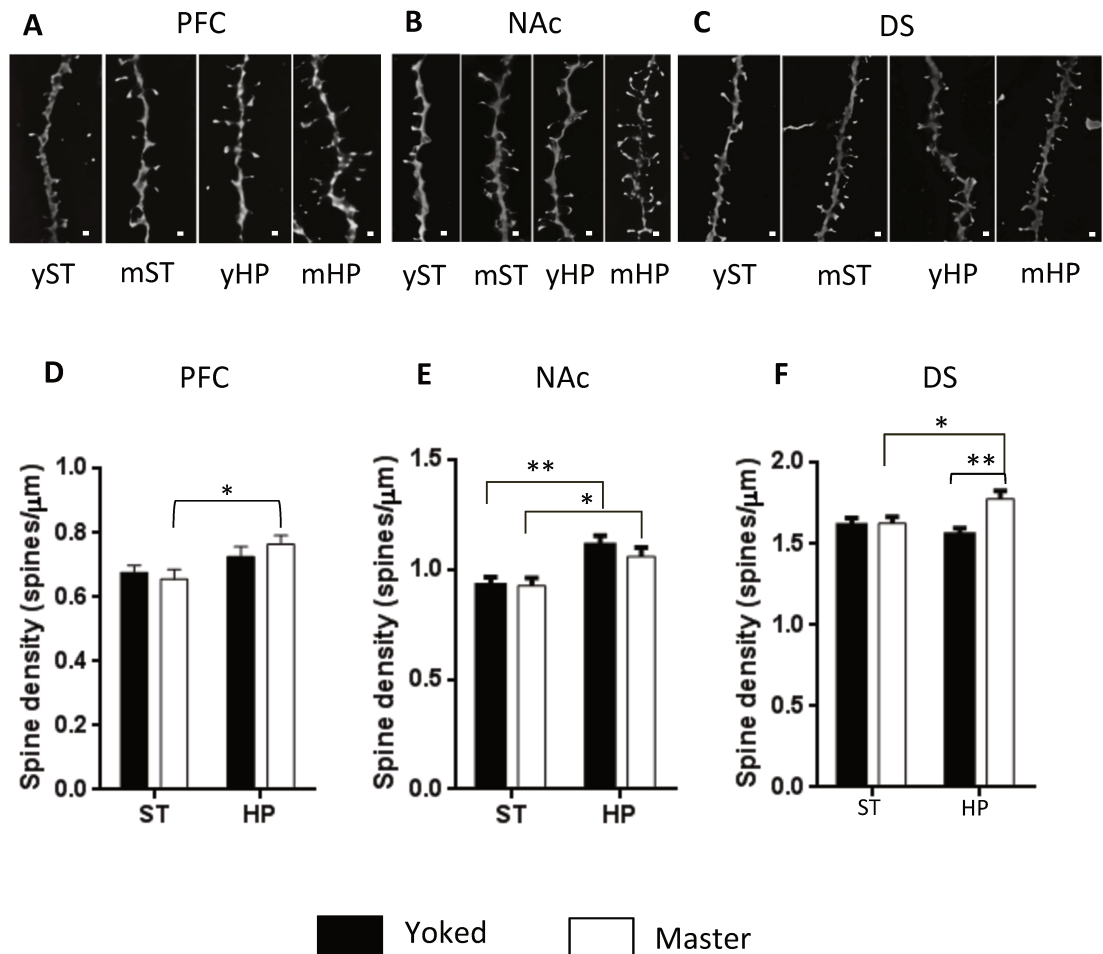 A PFC B NAc C DS
yST mST yHP mHP yST mST yHP mHP yST mST yHP mHP
D PFC E NAc F DS
Spine density (spines/μm)
1.0
0.8
0.6
0.4
0.2
0.0
*
ST HP
Spine density (spines/μm)
1.5
1.0
0.5
0.0
**
*
ST HP
Spine density (spines/μm)
2.0
1.5
1.0
0.5
0.0
*
**
ST HP
Yoked Master